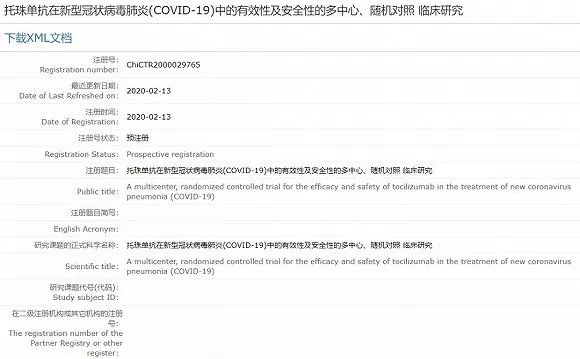 托珠单抗在新型冠状病毒肺炎(COVID-19)中的有效性及安全性的多中心、随机对照 临床研究
下载XML文档
注册号:
Registration number: ChiCTR2000029765
最近更新日期:
Date of Last Refreshed on: 2020-02-13
注册时间:
Date of Registration: 2020-02-13
注册号状态: 预注册
Registration Status: Prospective registration
注册题目: 托珠单抗在新型冠状病毒肺炎(COVID-19)中的有效性及安全性的多中心、随机对照 临床研究
Public title: A multicenter, randomized controlled trial for the efficacy and safety of tocilizumab in the treatment of new coronavirus
pneumonia (COVID-19)
注册题目简写:
English Acronym:
研究课题的正式科学名称: 托珠单抗在新型冠状病毒肺炎(COVID-19)中的有效性及安全性的多中心、随机对照 临床研究
Scientific title: A multicenter, randomized controlled trial for the efficacy and safety of tocilizumab in the treatment of new coronavirus
pneumonia (COVID-19)
研究课题代号(代码):
Study subject ID:
在二级注册机构或其它机构的注册
号:
The registration number of the
Partner Registry or other
register: